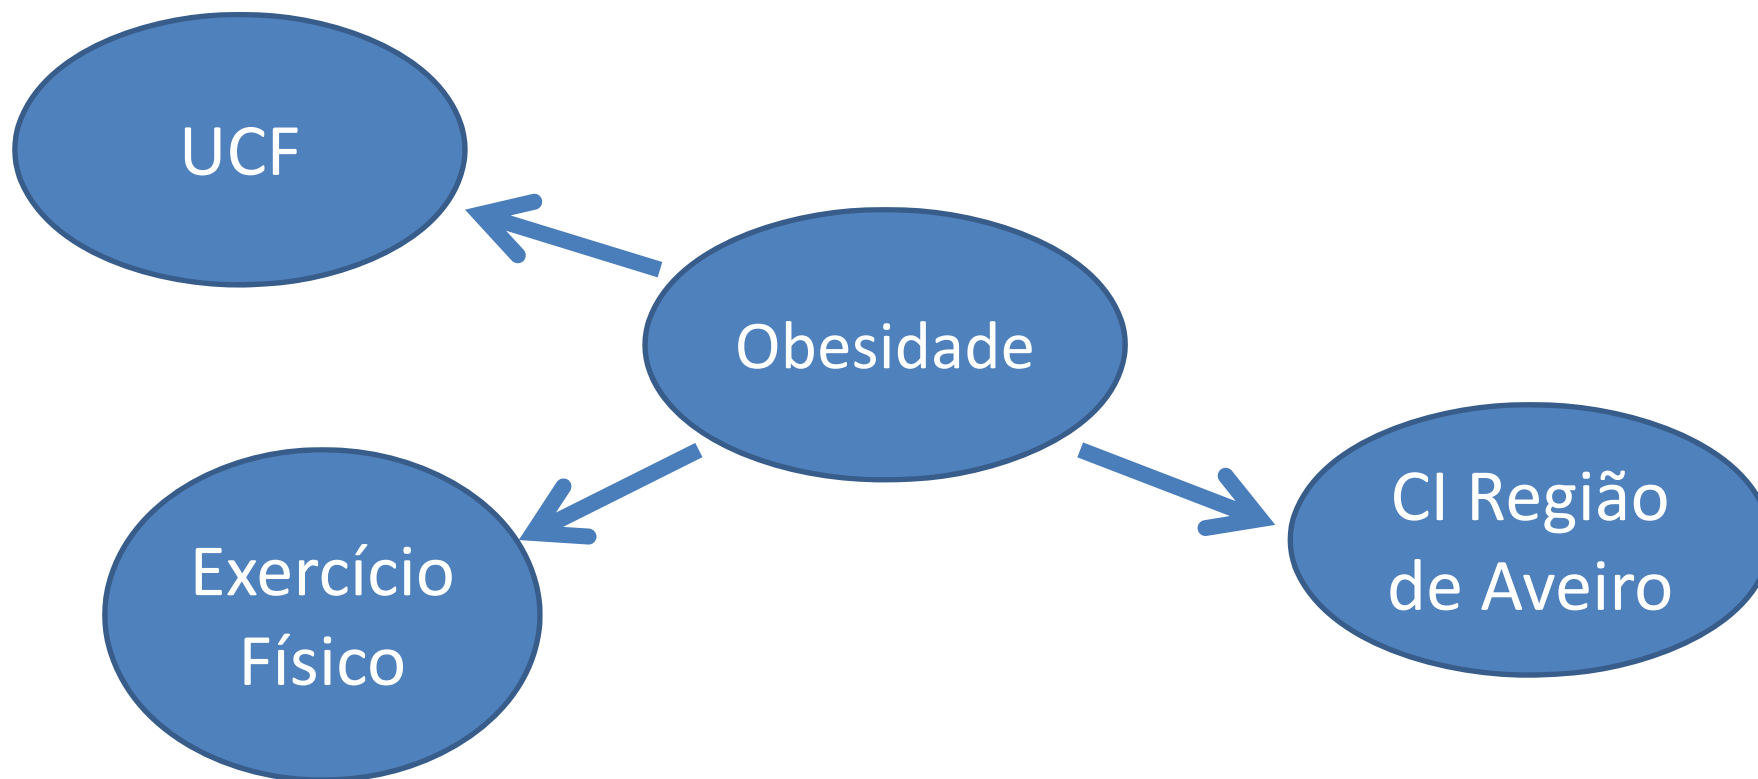 UCF
Obesidade
Exercício
Físico
CI Região
de Aveiro